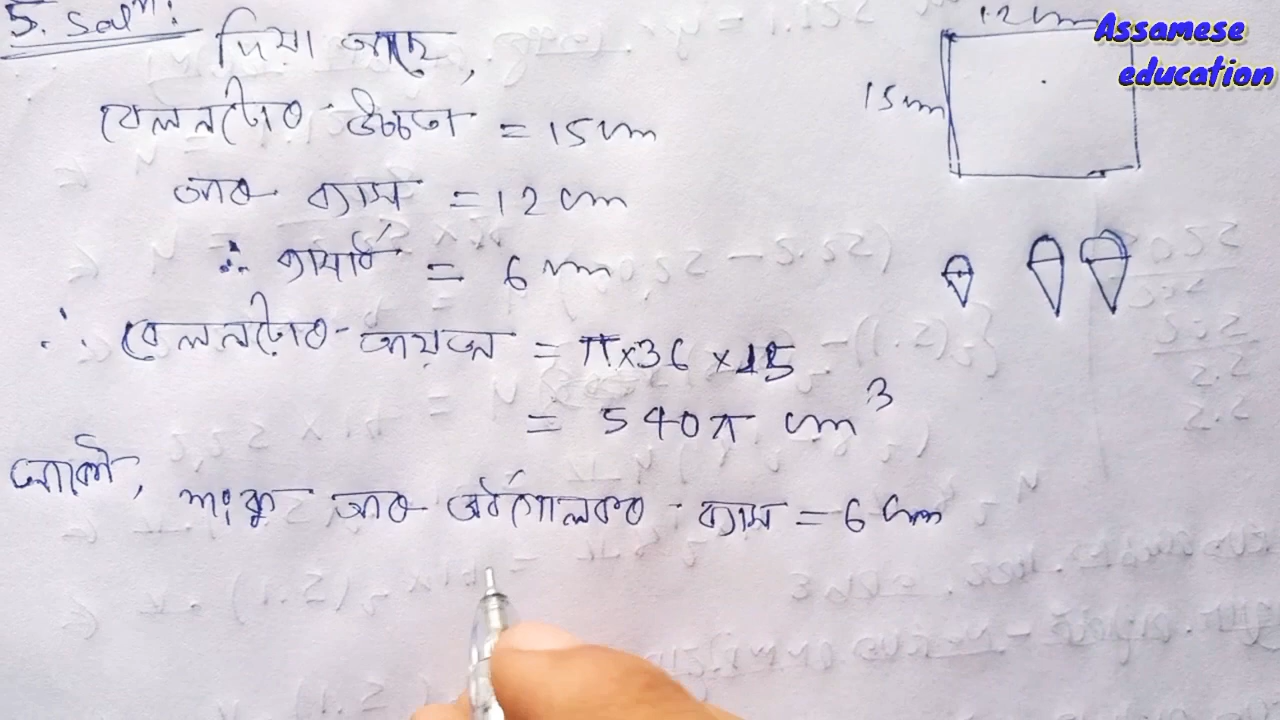 5. Solⁿ:
দিয়া আছে,
বেলনটোৰ উচ্চতা = 15 cm
আৰু ব্যাস = 12 cm
∴ ব্যাসাৰ্ধ = 6 cm
∴ বেলনটোৰ আয়তন = π×36×15
= 540π cm³
আকৌ,
শংকু আৰু অৰ্ধগোলকৰ ব্যাস = 6 cm
12 cm
15 cm
Assamese
education